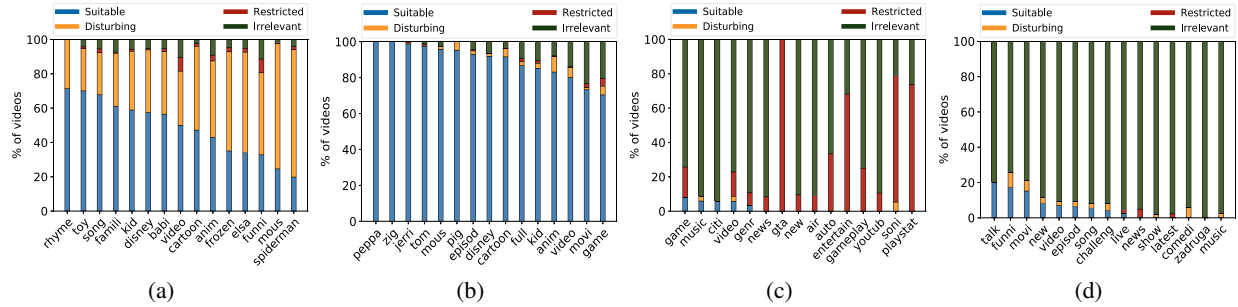 Suitable Restricted
Disturbing Irrelevant
% of videos
100
80
60
40
20
0
rhyme toy song famili kid disney babi video cartoon anim frozen elsa funni mous spiderman
(a)
Suitable Restricted
Disturbing Irrelevant
% of videos
100
80
60
40
20
0
peppa zig jerri tom mous pig episod disney cartoon full kid anim video movi game
(b)
Suitable Restricted
Disturbing Irrelevant
% of videos
100
80
60
40
20
0
game music citi video genr news gta new air auto entertain gameplay youtub soni playstat
(c)
Suitable Restricted
Disturbing Irrelevant
% of videos
100
80
60
40
20
0
talk funni movi new video episod song challeng live news show latest comedi zadruga music
(d)